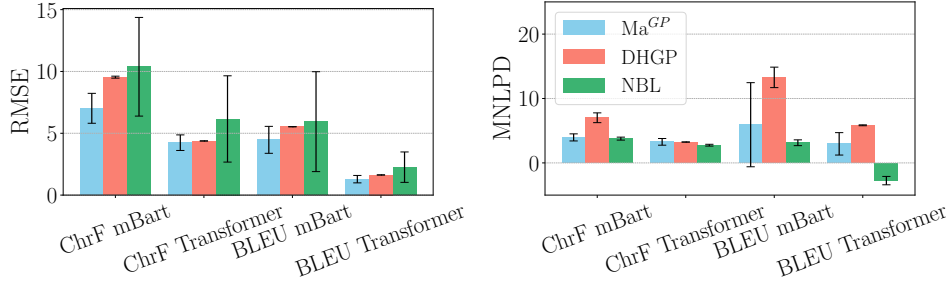 RMSE
15
10
5
0
ChrF mBart
ChrF Transformer
BLEU mBart
BLEU Transformer
MNLPD
20
10
0
Ma^{GP}
DHGP
NBL
ChrF mBart
ChrF Transformer
BLEU mBart
BLEU Transformer